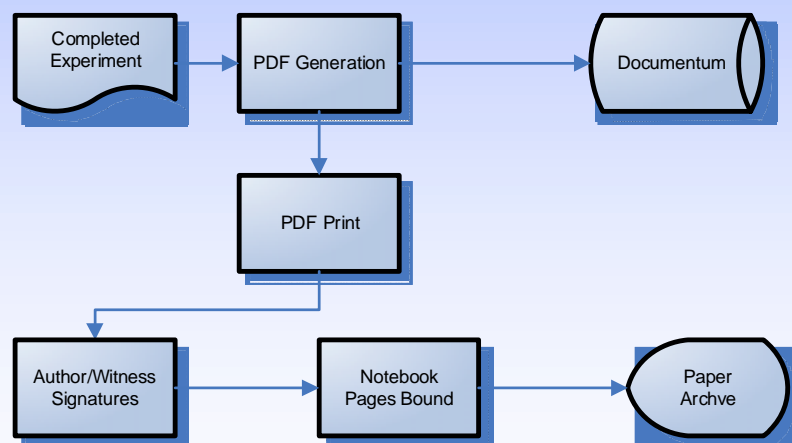 Completed
Experiment
PDF Generation
Documentum
PDF Print
Author/Witness
Signatures
Notebook
Pages Bound
Paper
Archve